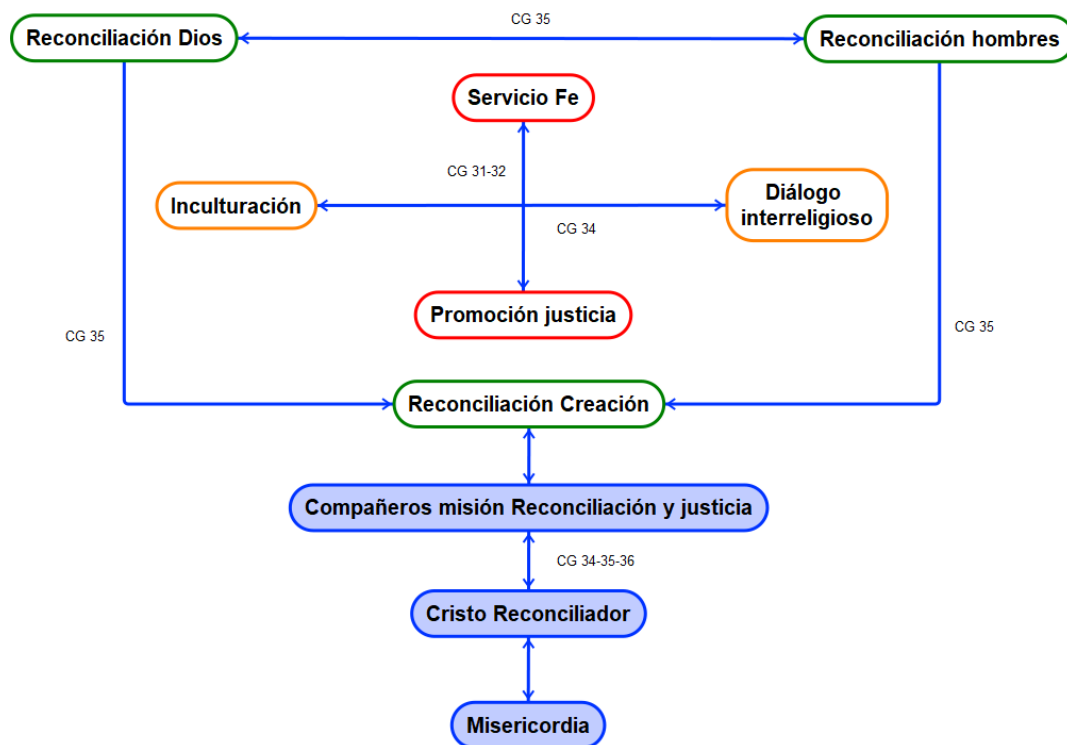 CG 35
Reconciliación Dios
Reconciliación hombres
Servicio Fe
CG 31-32
Inculturación
Diálogo
interreligioso
CG 34
Promoción justicia
CG 35
CG 35
Reconciliación Creación
Compañeros misión Reconciliación y justicia
CG 34-35-36
Cristo Reconciliador
Misericordia